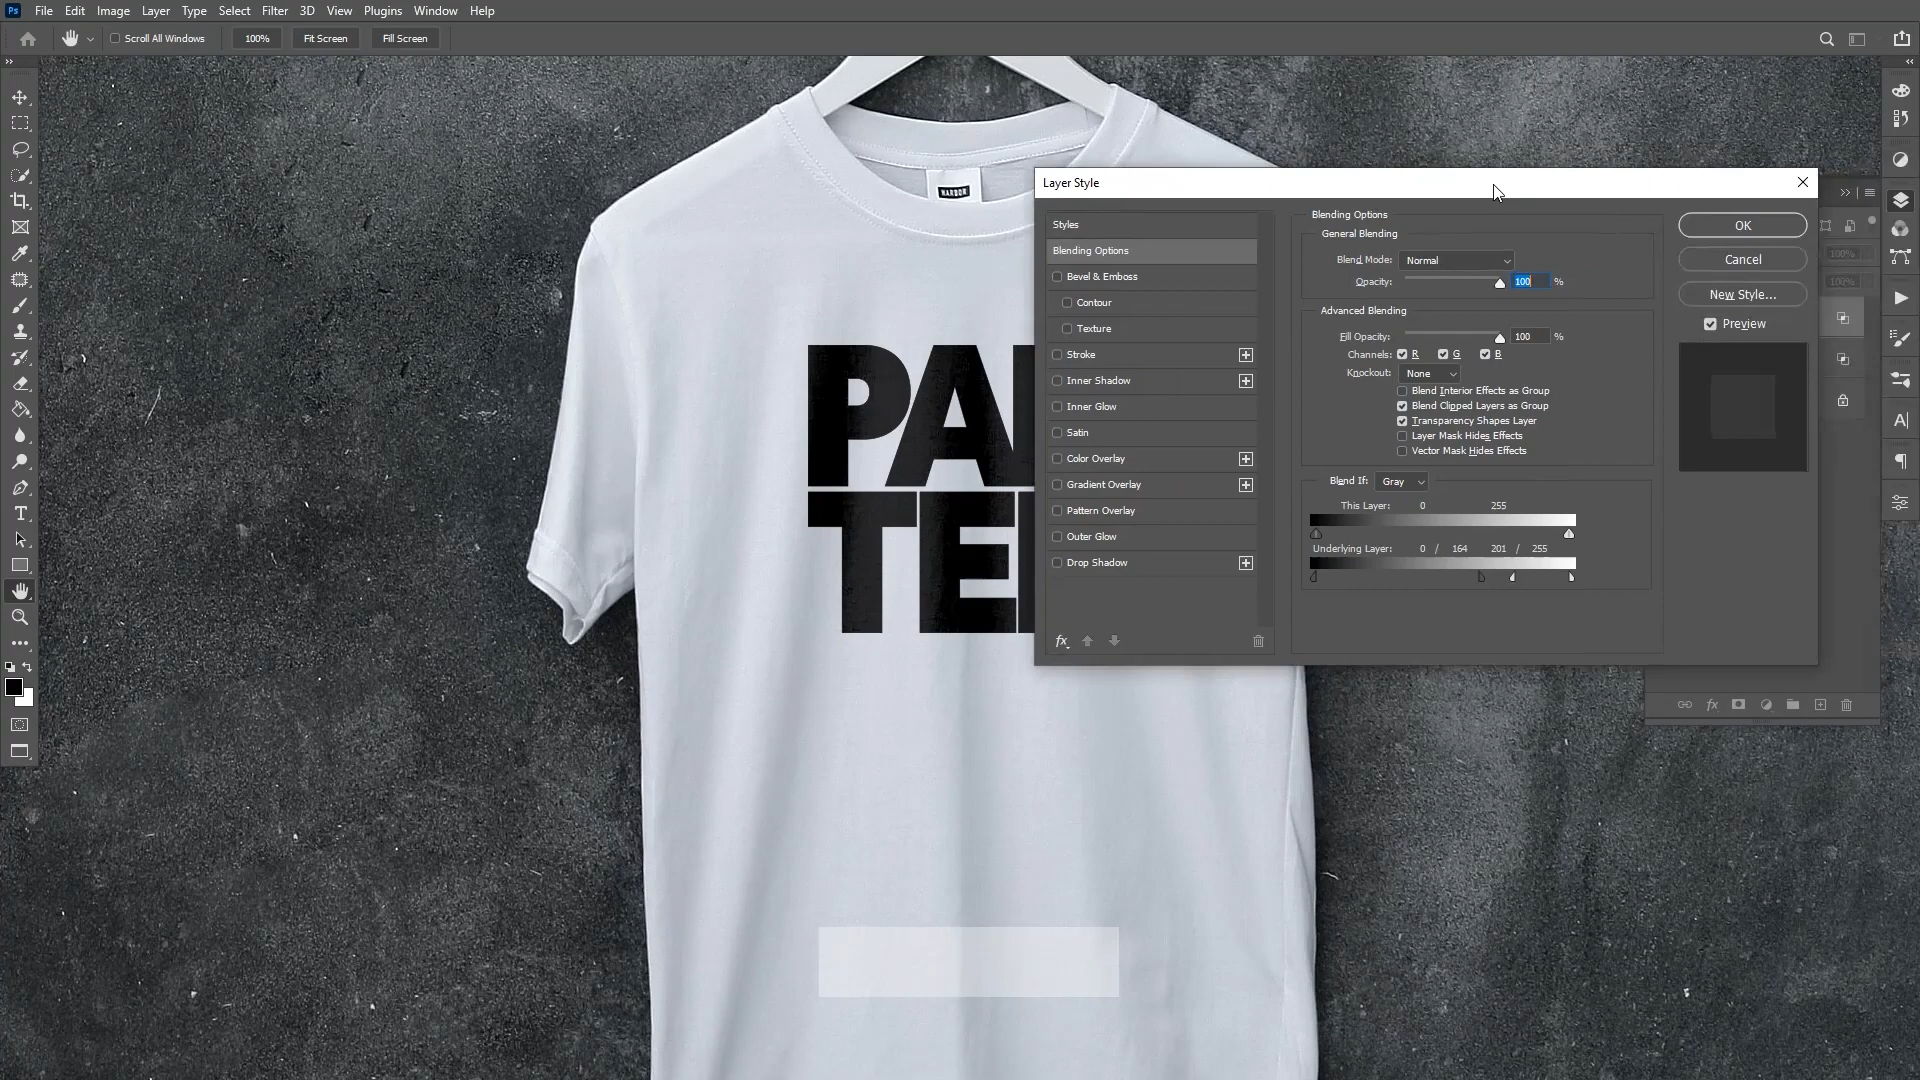 Ps File Edit Image Layer Type Select Filter 3D View Plugins Window Help
Scroll All Windows 100% Fit Screen Fill Screen
HARBOR
Layer Style
Styles
Blending Options
Bevel & Emboss
Contour
Texture
Stroke
Inner Shadow
Inner Glow
Satin
Color Overlay
Gradient Overlay
Pattern Overlay
Outer Glow
Drop Shadow
fx
Blending Options
General Blending
Blend Mode: Normal
Opacity: 100 %
Advanced Blending
Fill Opacity: 100 %
Channels: R G B
Knockout: None
Blend Interior Effects as Group
Blend Clipped Layers as Group
Transparency Shapes Layer
Layer Mask Hides Effects
Vector Mask Hides Effects
Blend If: Gray
This Layer: 0 255
Underlying Layer: 0 / 164 201 / 255
OK
Cancel
New Style...
Preview
100%
100%
fx
PA
TE